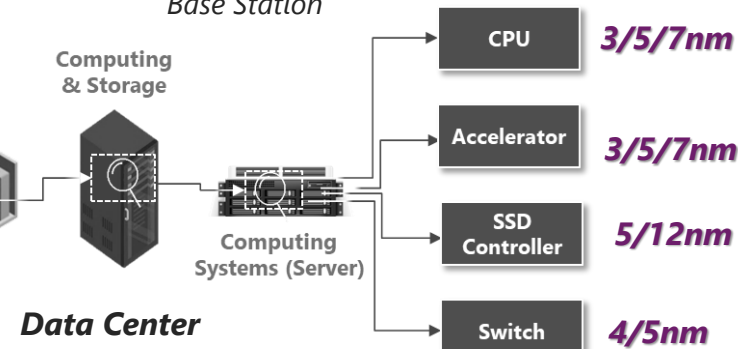 Base Station
Computing
& Storage
CPU
3/5/7nm
Accelerator
3/5/7nm
SSD
Controller
5/12nm
Computing
Systems (Server)
Data Center
Switch
4/5nm